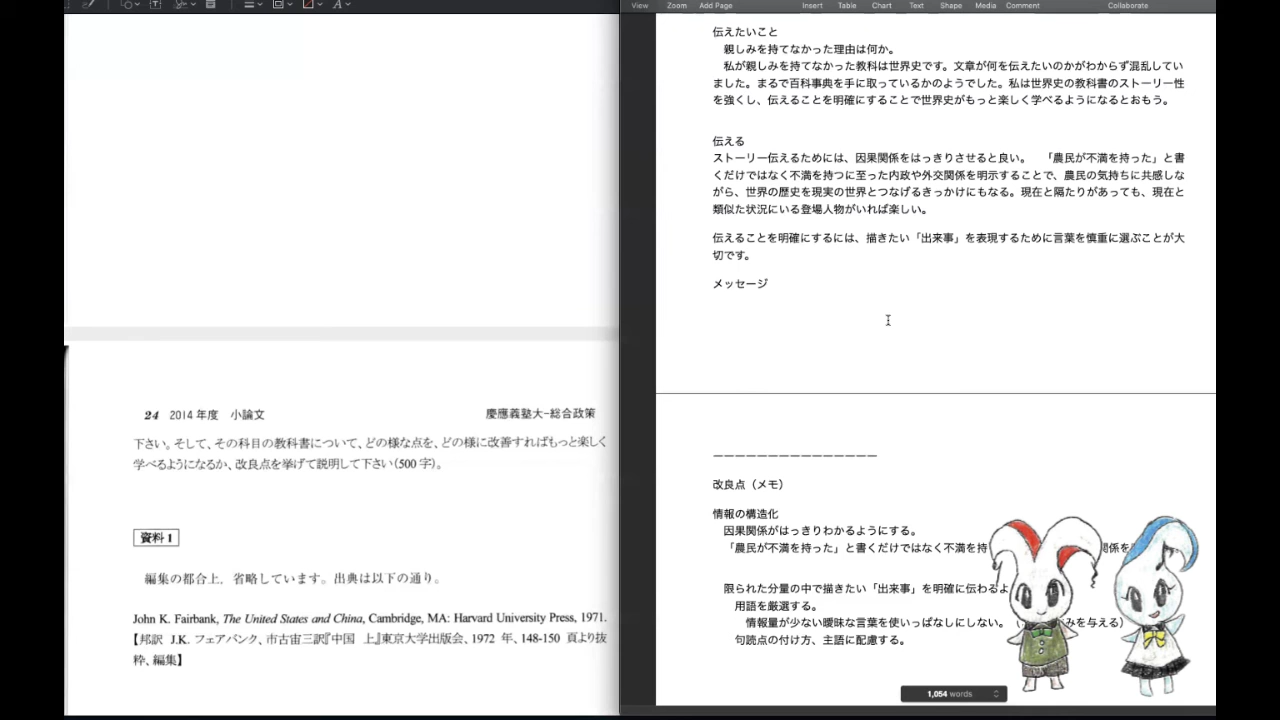 View Zoom Add Page Insert Table Chart Text Shape Media Comment Collaborate
24 2014年度 小論文 慶應義塾大-総合政策
下さい。そして、その科目の教科書について、どの様な点を、どの様に改善すればもっと楽しく
学べるようになるか、改良点を挙げて説明して下さい(500字)。
資料1
編集の都合上，省略しています。出典は以下の通り。
John K. Fairbank, The United States and China, Cambridge, MA: Harvard University Press, 1971.
【邦訳 J.K. フェアバンク、市古宙三訳『中国 上』東京大学出版会、1972 年、148-150 頁より抜
粋、編集】
伝えたいこと
親しみを持てなかった理由は何か。
私が親しみを持てなかった教科は世界史です。文章が何を伝えたいのかがわからず混乱してい
ました。まるで百科事典を手に取っているかのようでした。私は世界史の教科書のストーリー性
を強くし、伝えることを明確にすることで世界史がもっと楽しく学べるようになるとおもう。
伝える
ストーリー伝えるためには、因果関係をはっきりさせると良い。 「農民が不満を持った」と書
くだけではなく不満を持つに至った内政や外交関係を明示することで、農民の気持ちに共感しな
がら、世界の歴史を現実の世界とつなげるきっかけにもなる。現在と隔たりがあっても、現在と
類似た状況にいる登場人物がいれば楽しい。
伝えることを明確にするには、描きたい「出来事」を表現するために言葉を慎重に選ぶことが大
切です。
メッセージ
ーーーーーーーーーーーーーーー
改良点（メモ）
情報の構造化
因果関係がはっきりわかるようにする。
「農民が不満を持った」と書くだけではなく不満を持 関係を
限られた分量の中で描きたい「出来事」を明確に伝わるよ
用語を厳選する。
情報量が少ない曖昧な言葉を使いっぱなしにしない。 みを与える）
句読点の付け方、主語に配慮する。
1,054 words